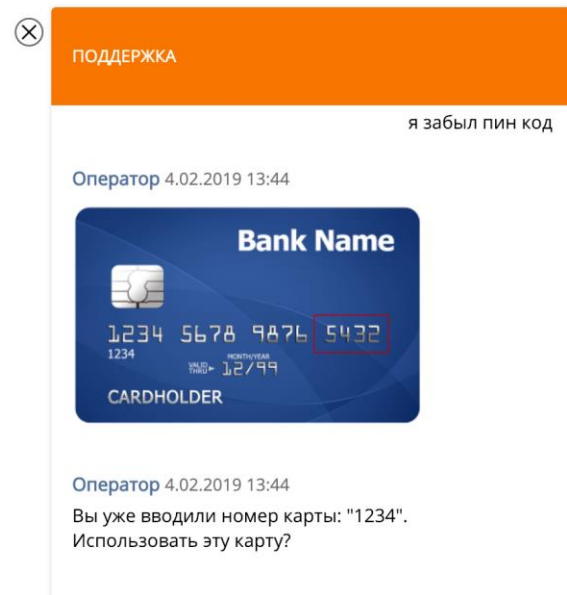 ПОДДЕРЖКА
я забыл пин код
Оператор 4.02.2019 13:44
Bank Name
1234 5678 9876 5432
1234
MONTH/YEAR
VALID THRU 12/99
CARDHOLDER
Оператор 4.02.2019 13:44
Вы уже вводили номер карты: "1234".
Использовать эту карту?